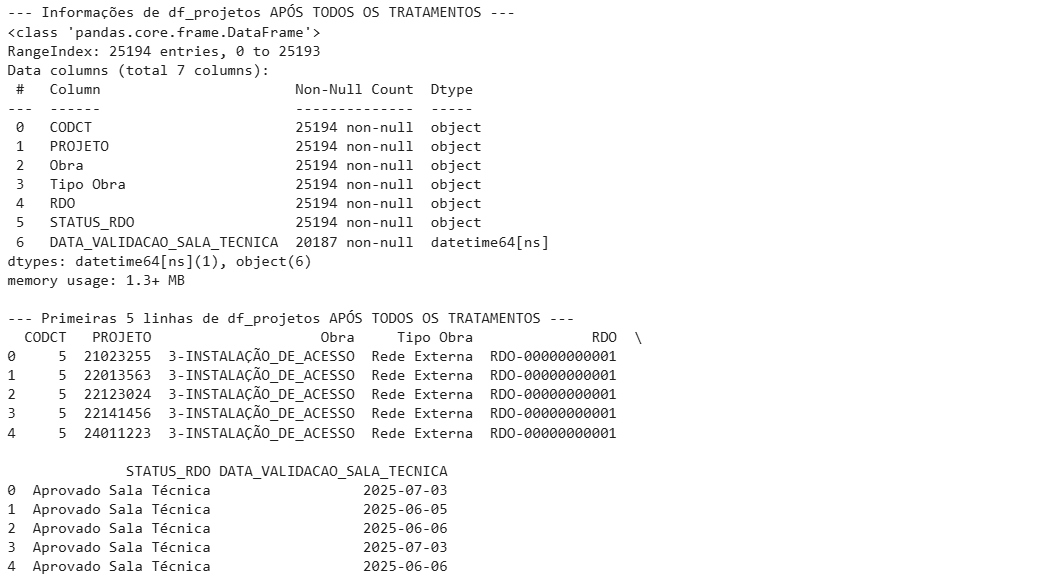 --- Informações de df_projetos APÓS TODOS OS TRATAMENTOS ---
<class 'pandas.core.frame.DataFrame'>
RangeIndex: 25194 entries, 0 to 25193
Data columns (total 7 columns):
 #   Column                       Non-Null Count  Dtype
---  ------                       --------------  -----
 0   CODCT                        25194 non-null  object
 1   PROJETO                      25194 non-null  object
 2   Obra                         25194 non-null  object
 3   Tipo Obra                    25194 non-null  object
 4   RDO                          25194 non-null  object
 5   STATUS_RDO                   25194 non-null  object
 6   DATA_VALIDACAO_SALA_TECNICA  20187 non-null  datetime64[ns]
dtypes: datetime64[ns](1), object(6)
memory usage: 1.3+ MB

--- Primeiras 5 linhas de df_projetos APÓS TODOS OS TRATAMENTOS ---
  CODCT   PROJETO                    Obra     Tipo Obra              RDO  \
0     5  21023255  3-INSTALAÇÃO_DE_ACESSO  Rede Externa  RDO-00000000001
1     5  22013563  3-INSTALAÇÃO_DE_ACESSO  Rede Externa  RDO-00000000001
2     5  22123024  3-INSTALAÇÃO_DE_ACESSO  Rede Externa  RDO-00000000001
3     5  22141456  3-INSTALAÇÃO_DE_ACESSO  Rede Externa  RDO-00000000001
4     5  24011223  3-INSTALAÇÃO_DE_ACESSO  Rede Externa  RDO-00000000001

              STATUS_RDO DATA_VALIDACAO_SALA_TECNICA
0  Aprovado Sala Técnica                  2025-07-03
1  Aprovado Sala Técnica                  2025-06-05
2  Aprovado Sala Técnica                  2025-06-06
3  Aprovado Sala Técnica                  2025-07-03
4  Aprovado Sala Técnica                  2025-06-06